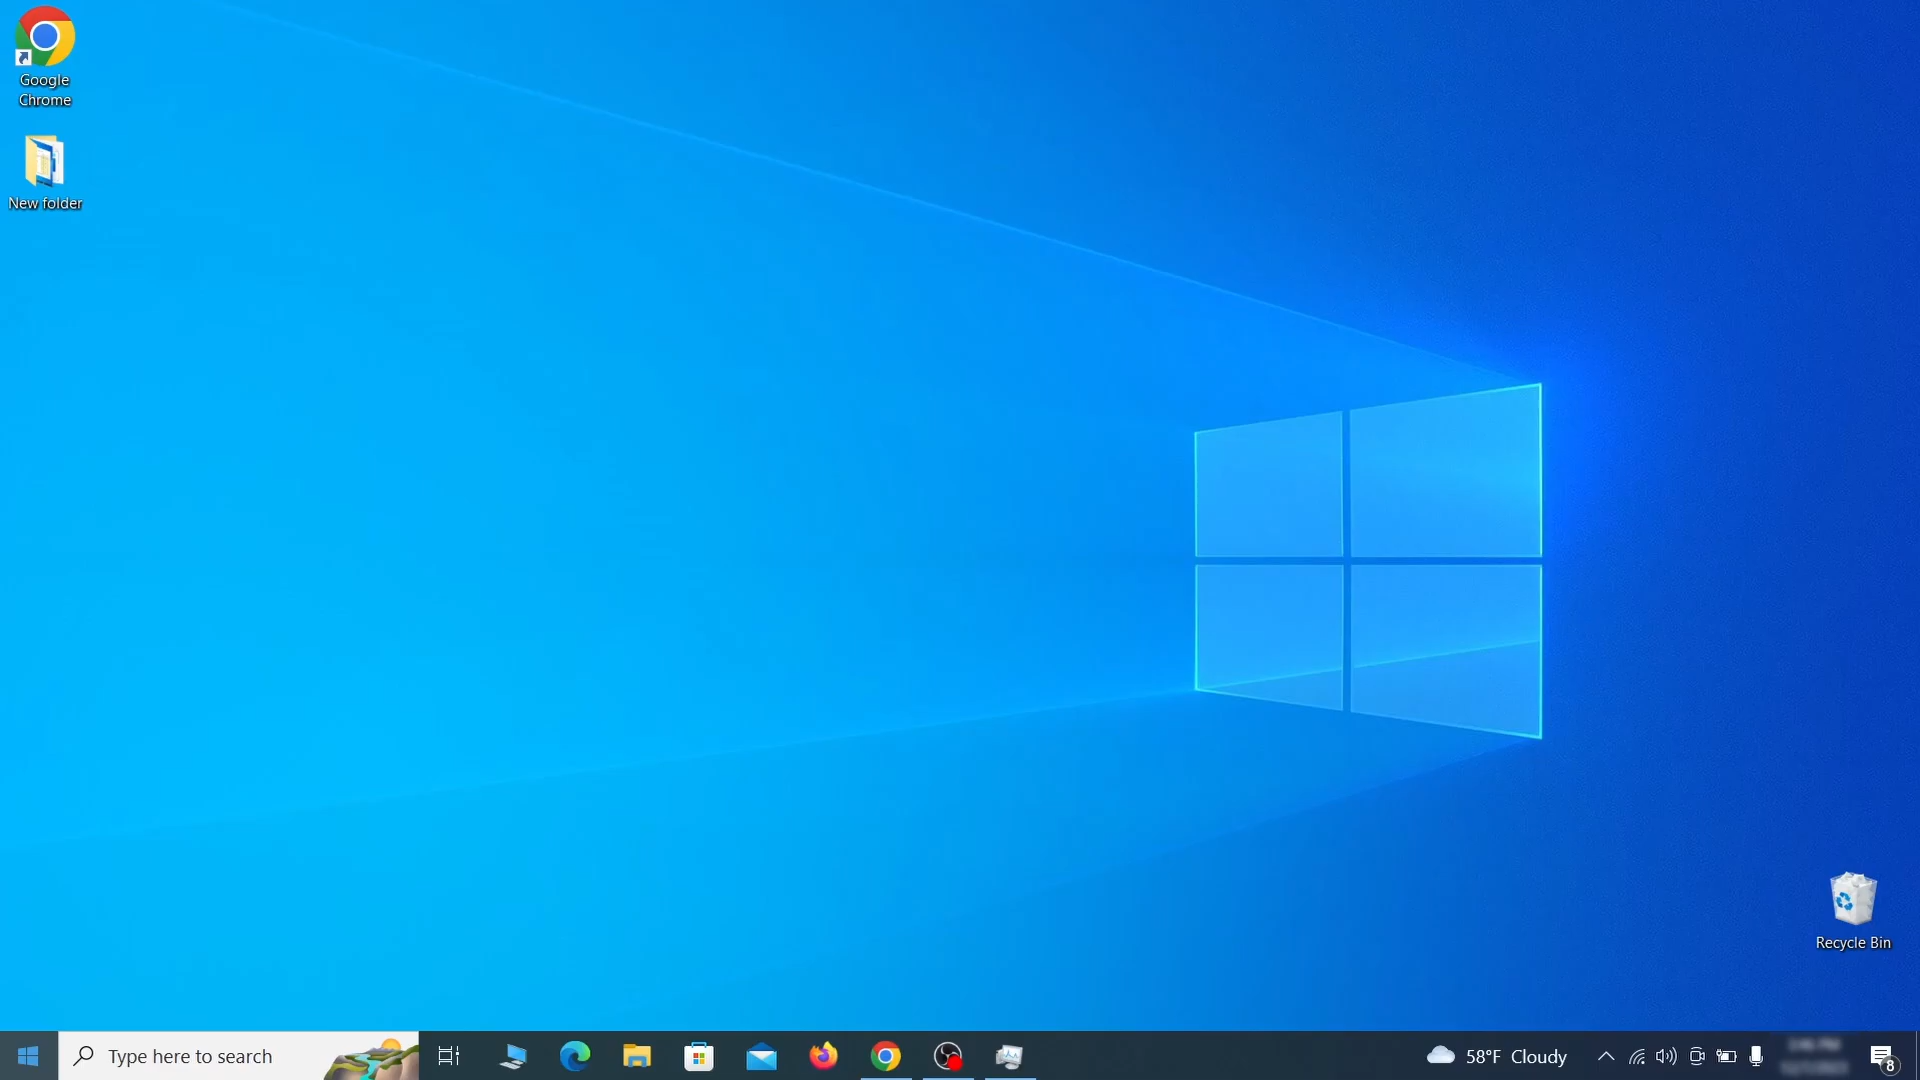 Google
Chrome
New folder
Recycle Bin
Type here to search
58°F Cloudy
8